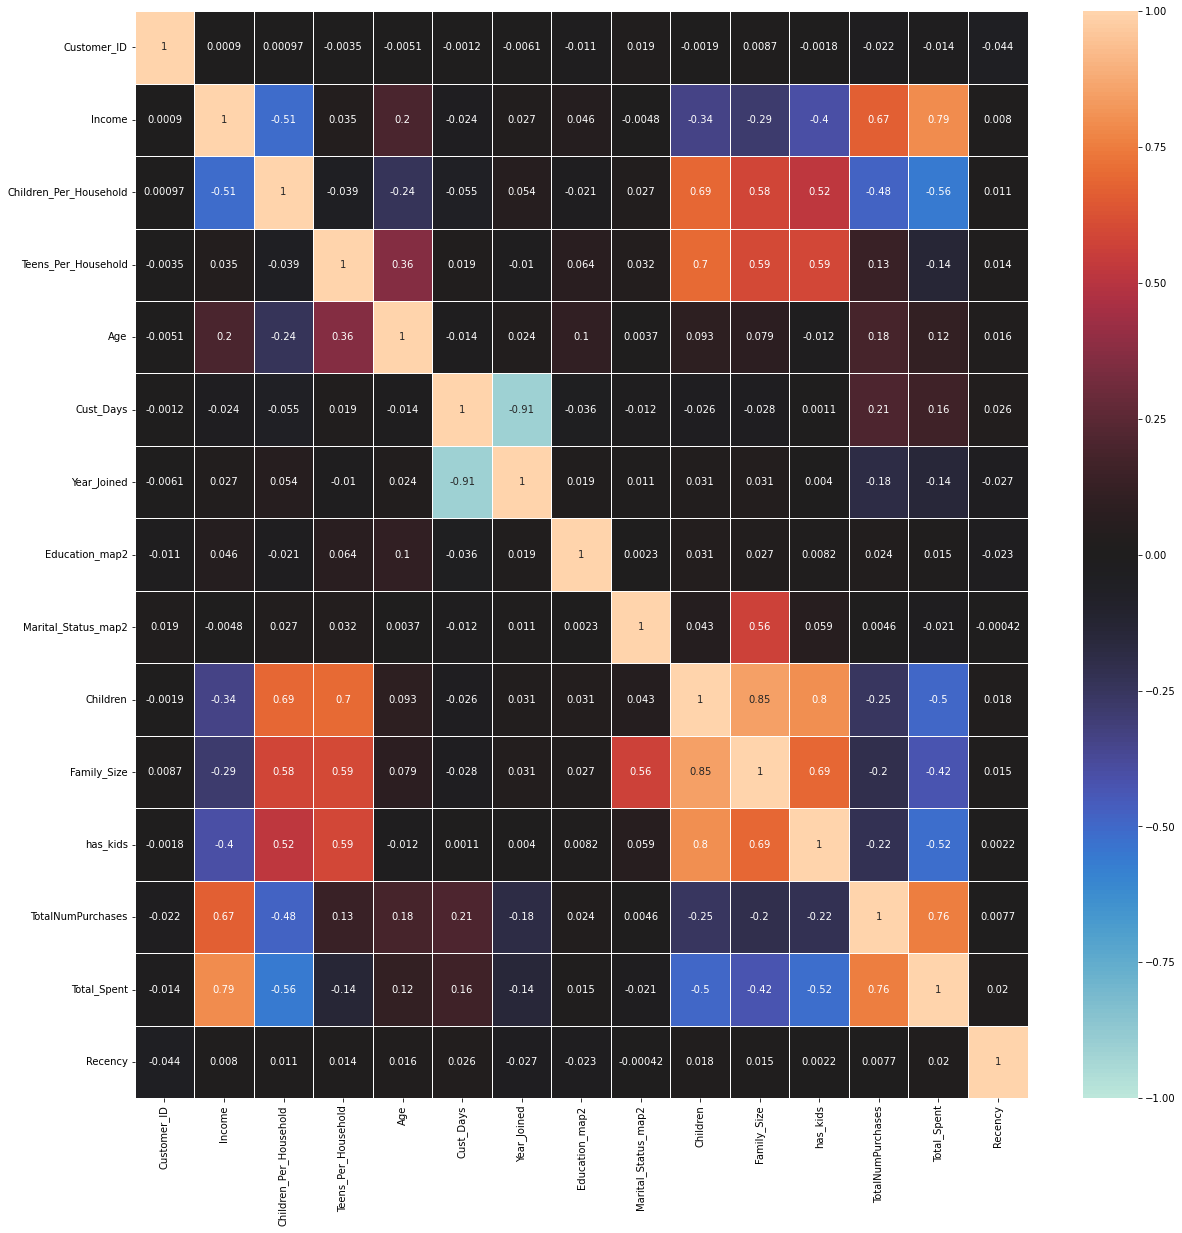 Customer_ID 1 0.0009 0.00097 -0.0035 -0.0051 -0.0012 -0.0061 -0.011 0.019 -0.0019 0.0087 -0.0018 -0.022 -0.014 -0.044
Income 0.0009 1 -0.51 0.035 0.2 -0.024 0.027 0.046 -0.0048 -0.34 -0.29 -0.4 0.67 0.79 0.008
Children_Per_Household 0.00097 -0.51 1 -0.039 -0.24 -0.055 0.054 -0.021 0.027 0.69 0.58 0.52 -0.48 -0.56 0.011
Teens_Per_Household -0.0035 0.035 -0.039 1 0.36 0.019 -0.01 0.064 0.032 0.7 0.59 0.59 0.13 -0.14 0.014
Age -0.0051 0.2 -0.24 0.36 1 -0.014 0.024 0.1 0.0037 0.093 0.079 -0.012 0.18 0.12 0.016
Cust_Days -0.0012 -0.024 -0.055 0.019 -0.014 1 -0.91 -0.036 -0.012 -0.026 -0.028 0.0011 0.21 0.16 0.026
Year_Joined -0.0061 0.027 0.054 -0.01 0.024 -0.91 1 0.019 0.011 0.031 0.031 0.004 -0.18 -0.14 -0.027
Education_map2 -0.011 0.046 -0.021 0.064 0.1 -0.036 0.019 1 0.0023 0.031 0.027 0.0082 0.024 0.015 -0.023
Marital_Status_map2 0.019 -0.0048 0.027 0.032 0.0037 -0.012 0.011 0.0023 1 0.043 0.56 0.059 0.0046 -0.021 -0.00042
Children -0.0019 -0.34 0.69 0.7 0.093 -0.026 0.031 0.031 0.043 1 0.85 0.8 -0.25 -0.5 0.018
Family_Size 0.0087 -0.29 0.58 0.59 0.079 -0.028 0.031 0.027 0.56 0.85 1 0.69 -0.2 -0.42 0.015
has_kids -0.0018 -0.4 0.52 0.59 -0.012 0.0011 0.004 0.0082 0.059 0.8 0.69 1 -0.22 -0.52 0.0022
TotalNumPurchases -0.022 0.67 -0.48 0.13 0.18 0.21 -0.18 0.024 0.0046 -0.25 -0.2 -0.22 1 0.76 0.0077
Total_Spent -0.014 0.79 -0.56 -0.14 0.12 0.16 -0.14 0.015 -0.021 -0.5 -0.42 -0.52 0.76 1 0.02
Recency -0.044 0.008 0.011 0.014 0.016 0.026 -0.027 -0.023 -0.00042 0.018 0.015 0.0022 0.0077 0.02 1
Customer_ID
Income
Children_Per_Household
Teens_Per_Household
Age
Cust_Days
Year_Joined
Education_map2
Marital_Status_map2
Children
Family_Size
has_kids
TotalNumPurchases
Total_Spent
Recency
1.00
0.75
0.50
0.25
0.00
−0.25
−0.50
−0.75
−1.00